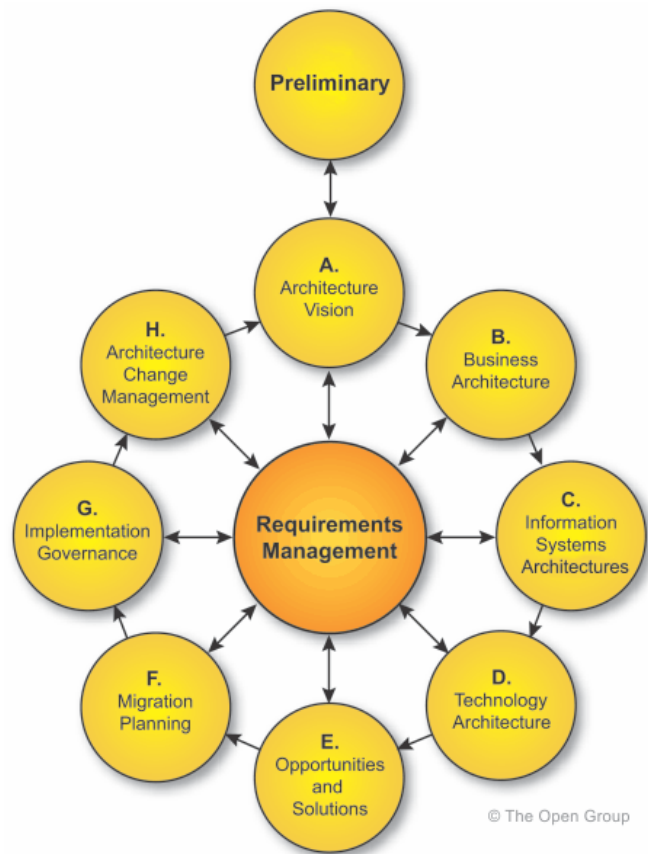 Preliminary
A.
Architecture
Vision
B.
Business
Architecture
C.
Information
Systems
Architectures
D.
Technology
Architecture
E.
Opportunities
and
Solutions
F.
Migration
Planning
G.
Implementation
Governance
H.
Architecture
Change
Management
Requirements
Management
© The Open Group